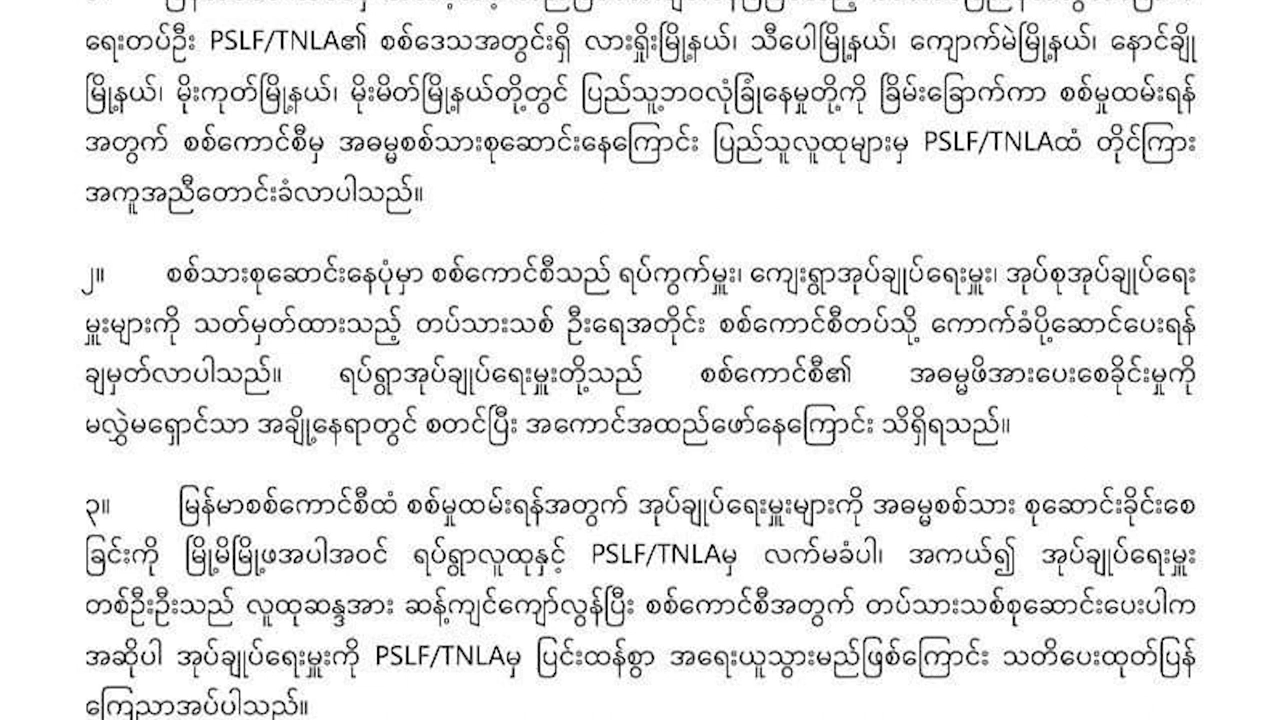 ရေးတပ်ဦး PSLF/TNLA၏ စစ်ဒေသအတွင်းရှိ လားရှိုးမြို့နယ်၊ သီပေါမြို့နယ်၊ ကျောက်မဲမြို့နယ်၊ နောင်ချို
မြို့နယ်၊ မိုးကုတ်မြို့နယ်၊ မိုးမိတ်မြို့နယ်တို့တွင် ပြည်သူ့ဘဝလုံခြုံနေမှုတို့ကို ခြိမ်းခြောက်ကာ စစ်မှုထမ်းရန်
အတွက် စစ်ကောင်စီမှ အဓမ္မစစ်သားစုဆောင်းနေကြောင်း ပြည်သူလူထုများမှ PSLF/TNLAထံ တိုင်ကြား
အကူအညီတောင်းခံလာပါသည်။
၂။ စစ်သားစုဆောင်းနေပုံမှာ စစ်ကောင်စီသည် ရပ်ကွက်မှူး၊ ကျေးရွာအုပ်ချုပ်ရေးမှူး၊ အုပ်စုအုပ်ချုပ်ရေး
မှူးများကို သတ်မှတ်ထားသည့် တပ်သားသစ် ဦးရေအတိုင်း စစ်ကောင်စီတပ်သို့ ကောက်ခံပို့ဆောင်ပေးရန်
ချမှတ်လာပါသည်။ ရပ်ရွာအုပ်ချုပ်ရေးမှူးတို့သည် စစ်ကောင်စီ၏ အဓမ္မဖိအားပေးစေခိုင်းမှုကို
မလွှဲမရှောင်သာ အချို့နေရာတွင် စတင်ပြီး အကောင်အထည်ဖော်နေကြောင်း သိရှိရသည်။
၃။ မြန်မာစစ်ကောင်စီထံ စစ်မှုထမ်းရန်အတွက် အုပ်ချုပ်ရေးမှူးများကို အဓမ္မစစ်သား စုဆောင်းခိုင်းစေ
ခြင်းကို မြို့မိမြို့ဖအပါအဝင် ရပ်ရွာလူထုနှင့် PSLF/TNLAမှ လက်မခံပါ၊ အကယ်၍ အုပ်ချုပ်ရေးမှူး
တစ်ဦးဦးသည် လူထုဆန္ဒအား ဆန့်ကျင်ကျော်လွန်ပြီး စစ်ကောင်စီအတွက် တပ်သားသစ်စုဆောင်းပေးပါက
အဆိုပါ အုပ်ချုပ်ရေးမှူးကို PSLF/TNLAမှ ပြင်းထန်စွာ အရေးယူသွားမည်ဖြစ်ကြောင်း သတိပေးထုတ်ပြန်
ကြေညာအပ်ပါသည်။